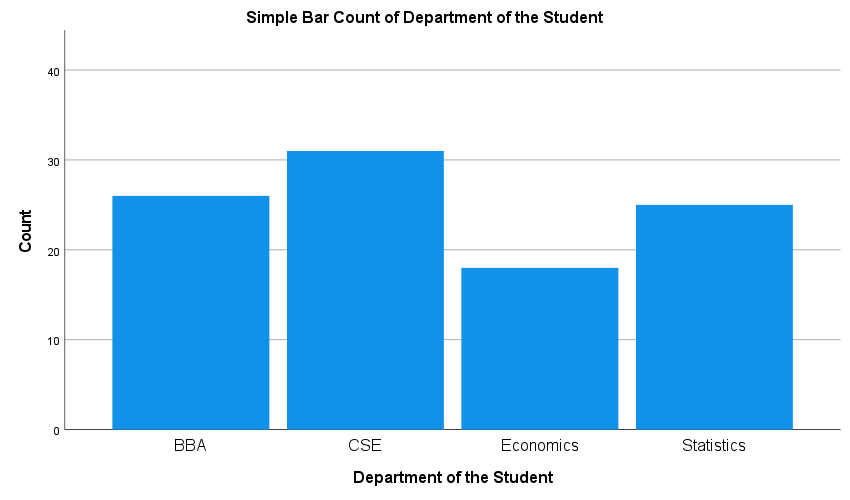 Simple Bar Count of Department of the Student
40
30
20
10
0
Count
BBA CSE Economics Statistics
Department of the Student